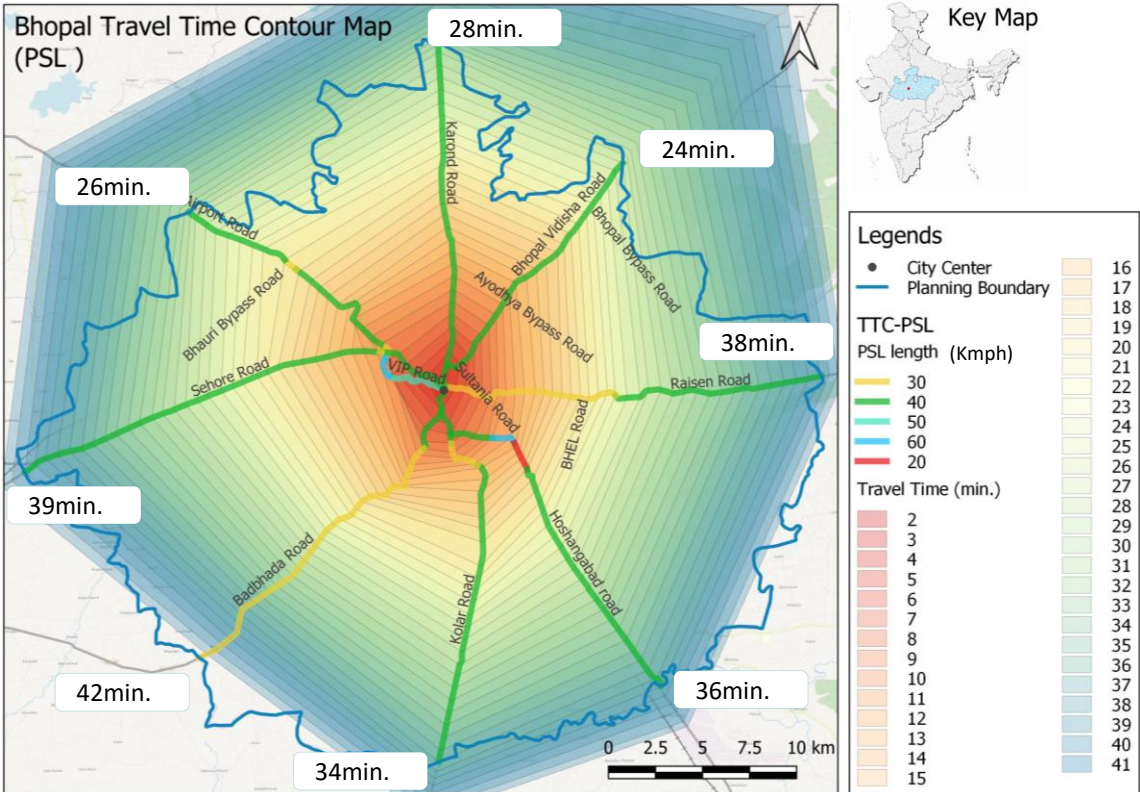 Bhopal Travel Time Contour Map
(PSL )
28min.
24min.
26min.
38min.
39min.
42min.
34min.
36min.
Karond Road
Bhopal Vidisha Road
Bhopal Bypass Road
Airport Road
Ayodhya Bypass Road
Bhauri Bypass Road
Sehore Road
VIP Road
Sultania Road
Raisen Road
BHEL Road
Badbhada Road
Kolar Road
Hoshangabad road
0 2.5 5 7.5 10 km
Key Map
Legends
City Center
Planning Boundary
TTC-PSL
PSL length (Kmph)
30
40
50
60
20
Travel Time (min.)
2
3
4
5
6
7
8
9
10
11
12
13
14
15
16
17
18
19
20
21
22
23
24
25
26
27
28
29
30
31
32
33
34
35
36
37
38
39
40
41